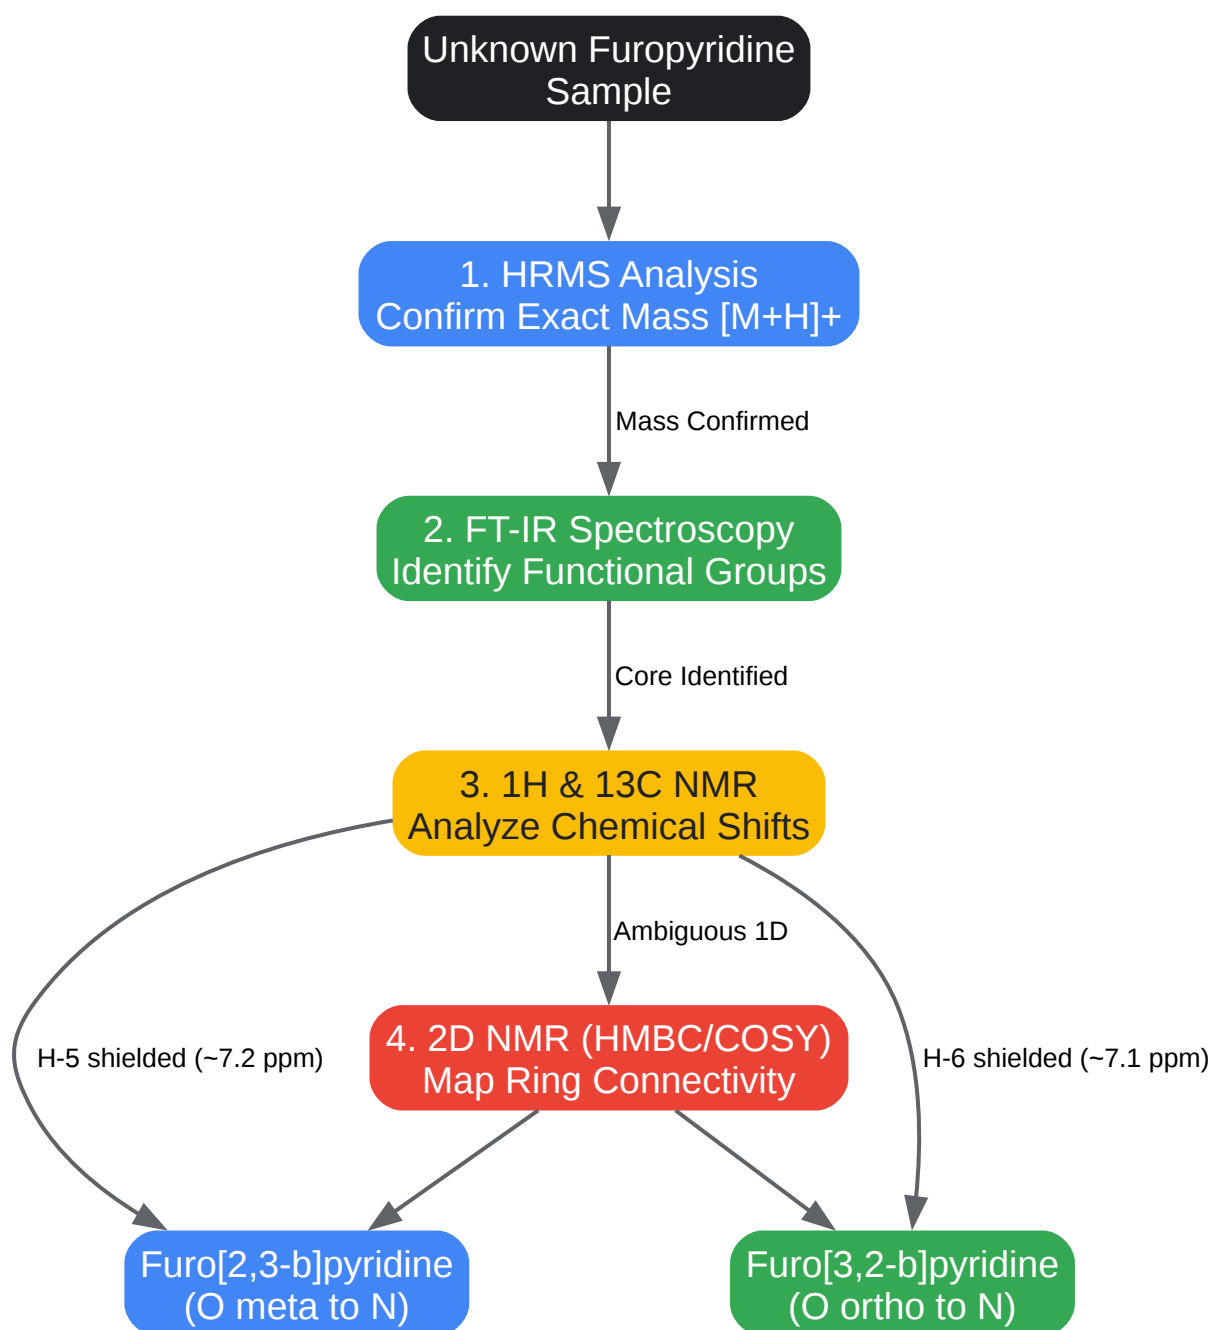 Unknown Furopyridine
Sample
1. HRMS Analysis
Confirm Exact Mass [M+H]+
Mass Confirmed
2. FT-IR Spectroscopy
Identify Functional Groups
Core Identified
3. 1H & 13C NMR
Analyze Chemical Shifts
Ambiguous 1D
4. 2D NMR (HMBC/COSY)
Map Ring Connectivity
H-5 shielded (~7.2 ppm)
H-6 shielded (~7.1 ppm)
Furo[2,3-b]pyridine
(O meta to N)
Furo[3,2-b]pyridine
(O ortho to N)